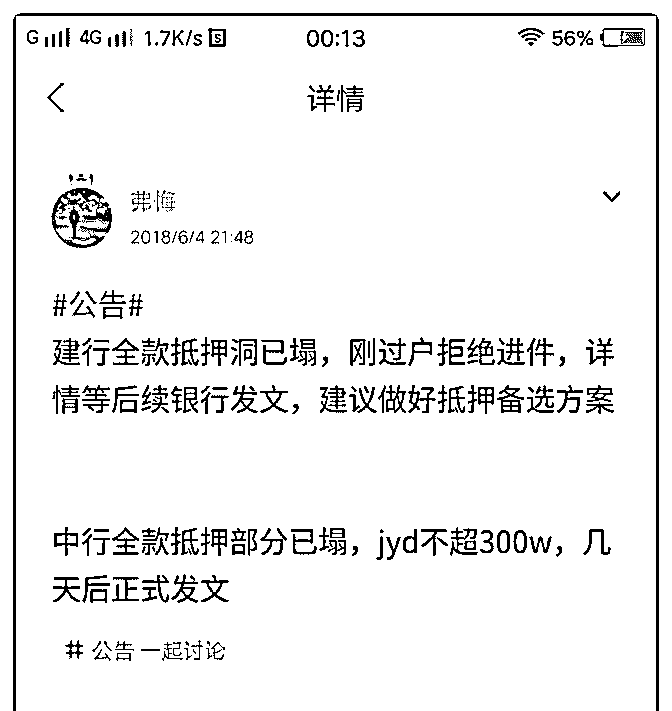 G 4G 1.7K/s 00:13 56%
详情
弗悔
2018/6/4 21:48
#公告#
建行全款抵押洞已塌，刚过户拒绝进件，详
情等后续银行发文，建议做好抵押备选方案
中行全款抵押部分已塌，jyd不超300w，几
天后正式发文
# 公告 一起讨论